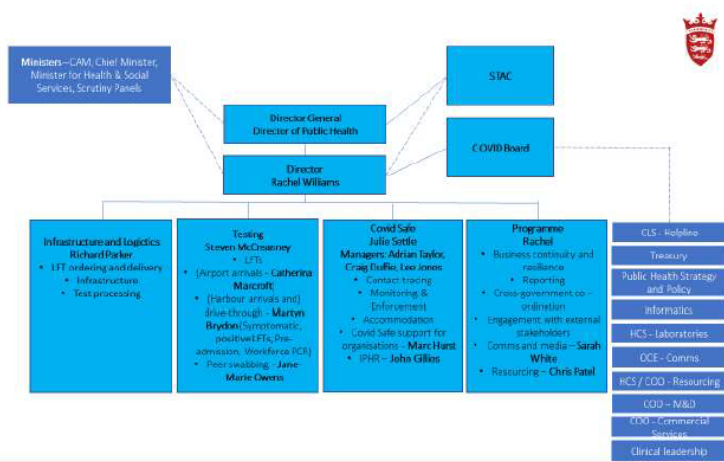 Ministers – CAM, Chief Minister,
Minister for Health & Social
Services, Scrutiny Panels
STAC
Director General
Director of Public Health
COVID Board
Director
Rachel Williams
Infrastructure and Logistics
Richard Parker
• LFT ordering and delivery
• Infrastructure
• Test processing
Testing
Steven McCreanney
• LFTs
• (Airport arrivals - Catherina
Marcroft)
• (Harbour arrivals and)
drive-through - Martyn
Brydon (Symptomatic,
positive LFTs, Pre-
admission, Workforce PCR)
• Peer swabbing - Jane-
Marie Owens
Covid Safe
Julie Settle
Managers: Adrian Taylor,
Craig Duffie, Leo Jones
• Contact tracing
• Monitoring &
Enforcement
• Accommodation
• Covid Safe support for
organisations - Marc Hurst
• IPHR – John Gillies
Programme
Rachel
• Business continuity and
resilience
• Reporting
• Cross-government co-
ordination
• Engagement with external
stakeholders
• Comms and media – Sarah
White
• Resourcing – Chris Patel
CLS - Helpline
Treasury
Public Health Strategy
and Policy
Informatics
HCS - Laboratories
OCE - Comms
HCS / COO - Resourcing
COO – M&D
COO - Commercial
Services
Clinical leadership